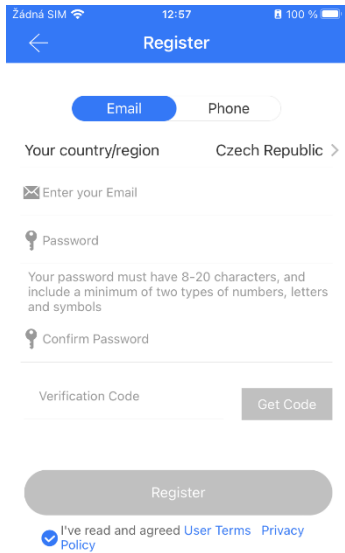 Žádná SIM 12:57 100 %
Register
Email Phone
Your country/region Czech Republic >
Enter your Email
Password
Your password must have 8-20 characters, and
include a minimum of two types of numbers, letters
and symbols
Confirm Password
Verification Code Get Code
Register
I've read and agreed User Terms Privacy
Policy